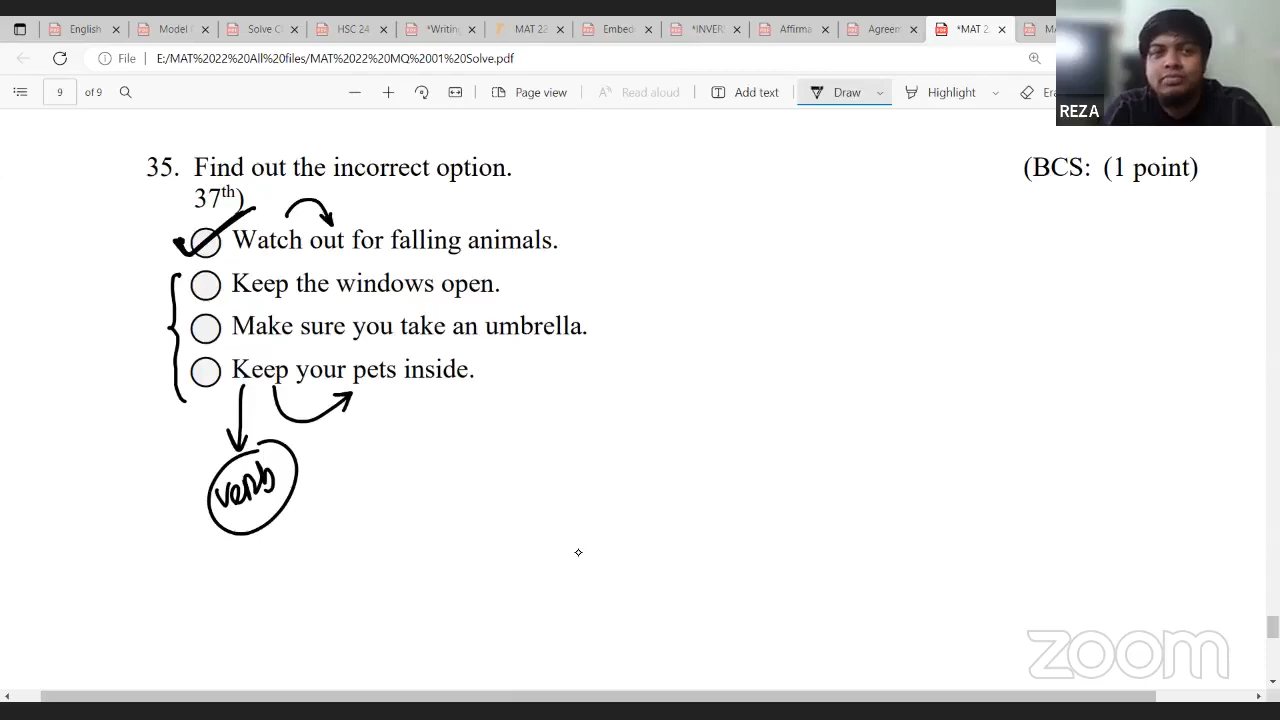 English
Model
Solve C
HSC 24
*Writin
MAT 22
Embed
*INVER
Affirma
Agreem
*MAT 2
File E:/MAT%2022%20All%20files/MAT%2022%20MQ%2001%20Solve.pdf
9 of 9 Page view Read aloud Add text Draw Highlight Era
REZA
35. Find out the incorrect option. (BCS: (1 point)
37th)
Watch out for falling animals.
Keep the windows open.
Make sure you take an umbrella.
Keep your pets inside.
verb
zoom